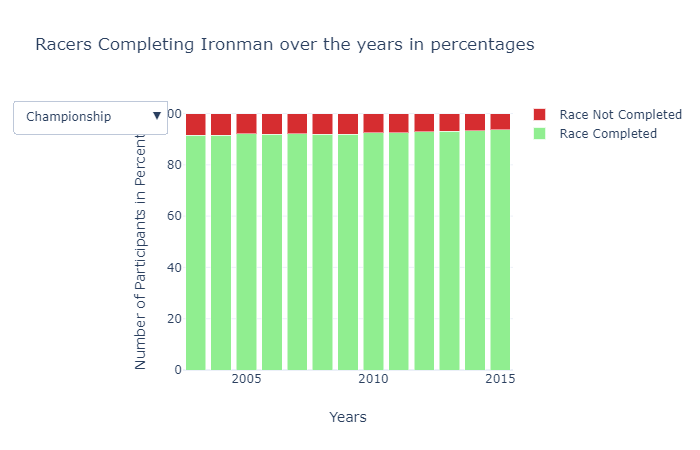 Racers Completing Ironman over the years in percentages
Championship ▼
Number of Participants in Percent
00
80
60
40
20
0
2005
2010
2015
Years
Race Not Completed
Race Completed